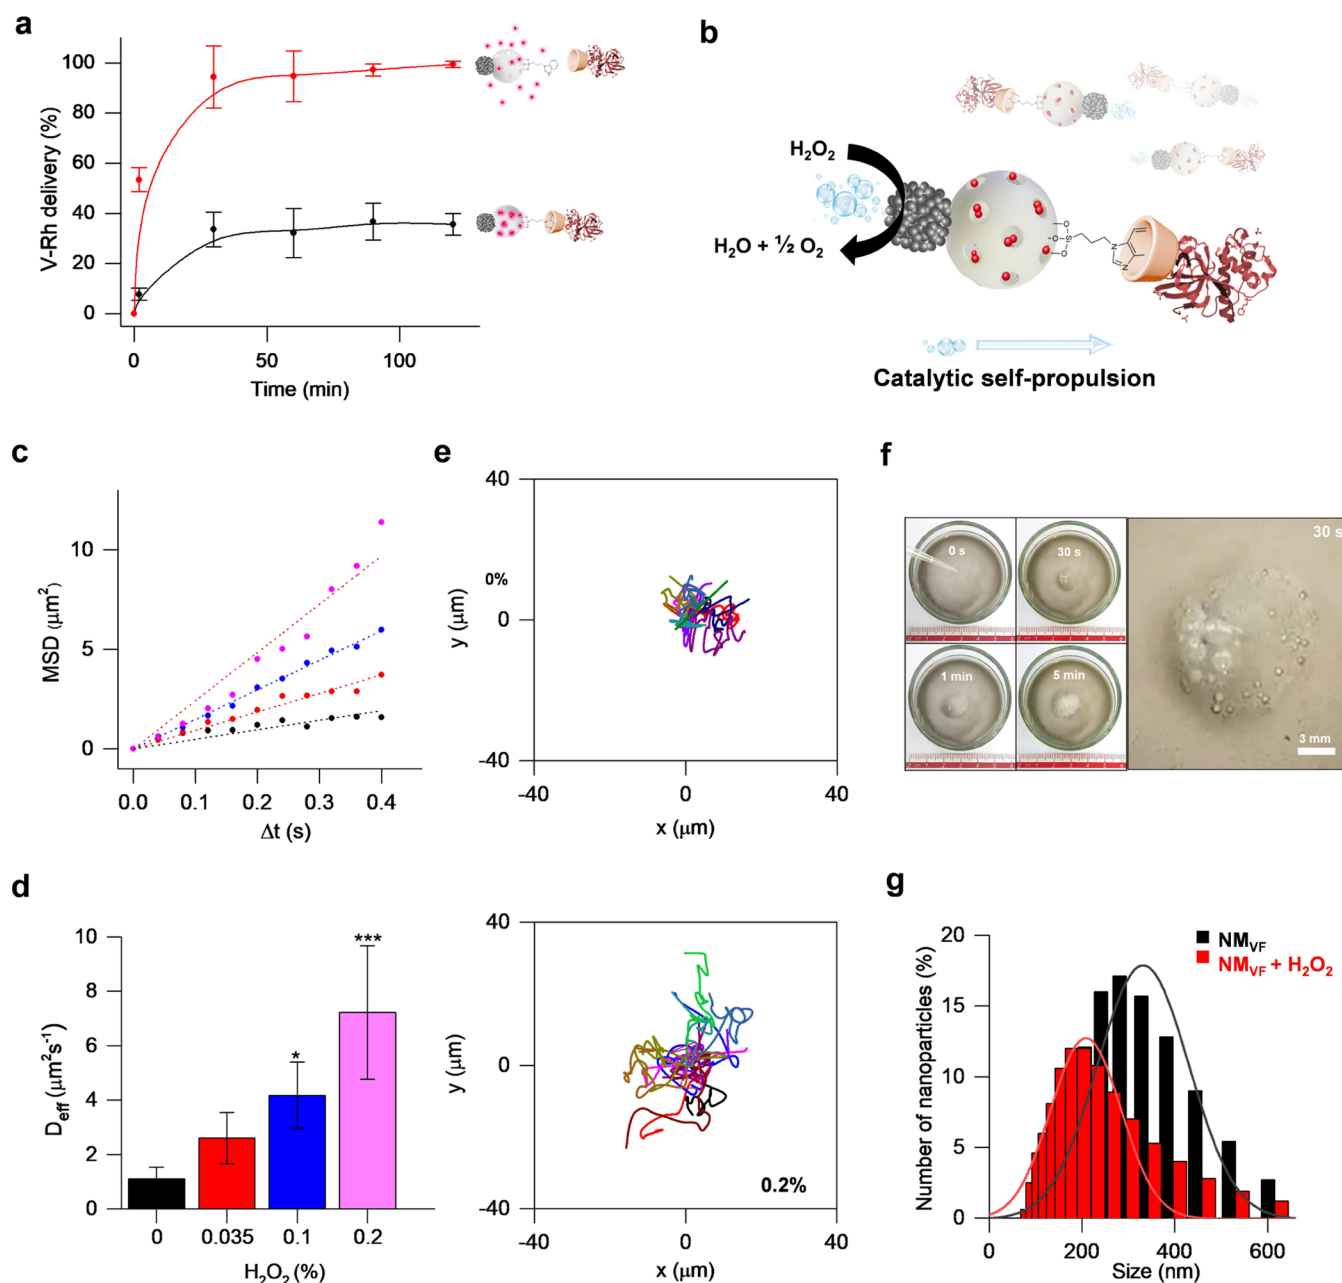 a
V-Rh delivery (%)
100
80
60
40
20
0
0 50 100
Time (min)
b
H₂O₂
H₂O + ½ O₂
Si
N
N
Catalytic self-propulsion
c
MSD (μm²)
10
5
0
0.0 0.1 0.2 0.3 0.4
Δt (s)
d
D_eff (μm²s⁻¹)
10
8
6
4
2
0
*
***
0 0.035 0.1 0.2
H₂O₂ (%)
e
40
0%
y (μm)
0
-40
-40 0 40
x (μm)
40
y (μm)
0
0.2%
-40
-40 0 40
x (μm)
f
0 s
30 s
1 min
5 min
30 s
3 mm
g
Number of nanoparticles (%)
20
15
10
5
0
NM_VF
NM_VF + H₂O₂
0 200 400 600
Size (nm)